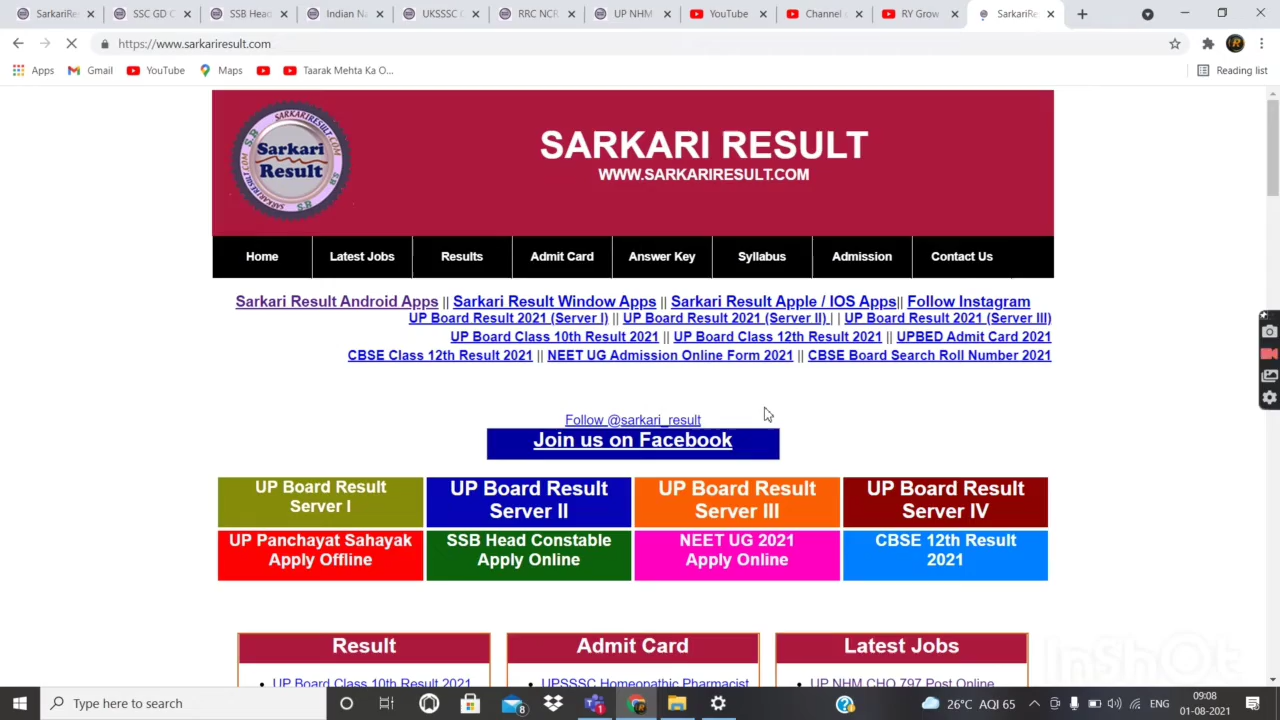 SarkariRes
SSC GD C
SSB Head
Indian Na
UKSSSC C
RRC NCR
UP NHM
YouTube
Channel c
RY Grow
SarkariRe
https://www.sarkariresult.com
Apps
Gmail
YouTube
Maps
Taarak Mehta Ka O...
Reading list
Sarkari
Result
SARKARI RESULT
WWW.SARKARIRESULT.COM
Home
Latest Jobs
Results
Admit Card
Answer Key
Syllabus
Admission
Contact Us
Sarkari Result Android Apps || Sarkari Result Window Apps || Sarkari Result Apple / IOS Apps|| Follow Instagram
UP Board Result 2021 (Server I) || UP Board Result 2021 (Server II) | | UP Board Result 2021 (Server III)
UP Board Class 10th Result 2021 || UP Board Class 12th Result 2021 || UPBED Admit Card 2021
CBSE Class 12th Result 2021 || NEET UG Admission Online Form 2021 || CBSE Board Search Roll Number 2021
Follow @sarkari_result
Join us on Facebook
UP Board Result
Server I
UP Board Result
Server II
UP Board Result
Server III
UP Board Result
Server IV
UP Panchayat Sahayak
Apply Offline
SSB Head Constable
Apply Online
NEET UG 2021
Apply Online
CBSE 12th Result
2021
Result
Admit Card
Latest Jobs
UP Board Class 10th Result 2021
UPSSSC Homeopathic Pharmacist
UP NHM CHO 797 Post Online
InShOt
Type here to search
8
1
26°C AQI 65
ENG
09:08
01-08-2021